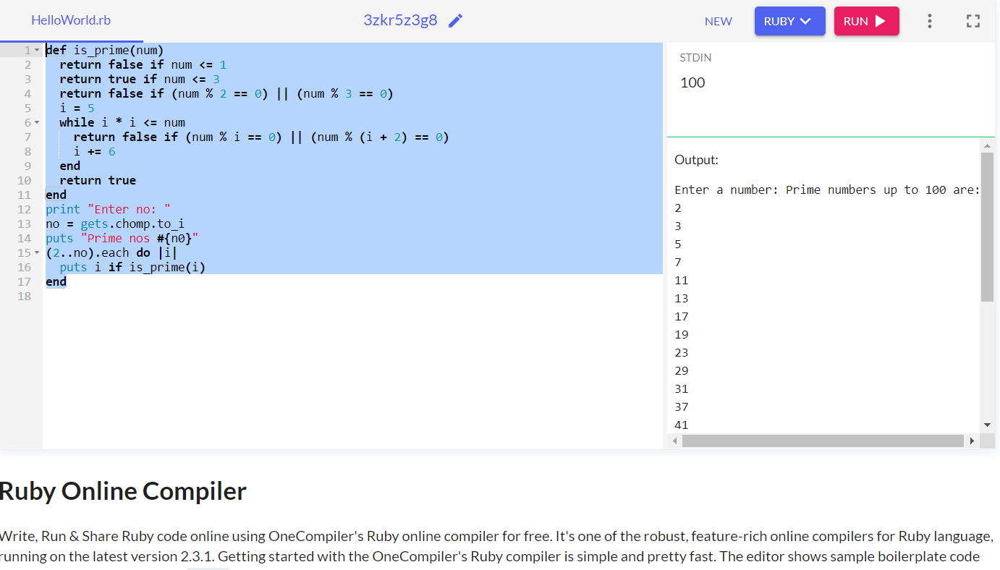 HelloWorld.rb
3zkr5z3g8
NEW
RUBY
RUN
1 def is_prime(num)
2   return false if num <= 1
3   return true if num <= 3
4   return false if (num % 2 == 0) || (num % 3 == 0)
5   i = 5
6   while i * i <= num
7     return false if (num % i == 0) || (num % (i + 2) == 0)
8     i += 6
9   end
10   return true
11 end
12 print "Enter no: "
13 no = gets.chomp.to_i
14 puts "Prime nos #{n0}"
15 (2..no).each do |i|
16   puts i if is_prime(i)
17 end
18
STDIN
100
Output:
Enter a number: Prime numbers up to 100 are:
2
3
5
7
11
13
17
19
23
29
31
37
41
Ruby Online Compiler
Write, Run & Share Ruby code online using OneCompiler's Ruby online compiler for free. It's one of the robust, feature-rich online compilers for Ruby language,
running on the latest version 2.3.1. Getting started with the OneCompiler's Ruby compiler is simple and pretty fast. The editor shows sample boilerplate code